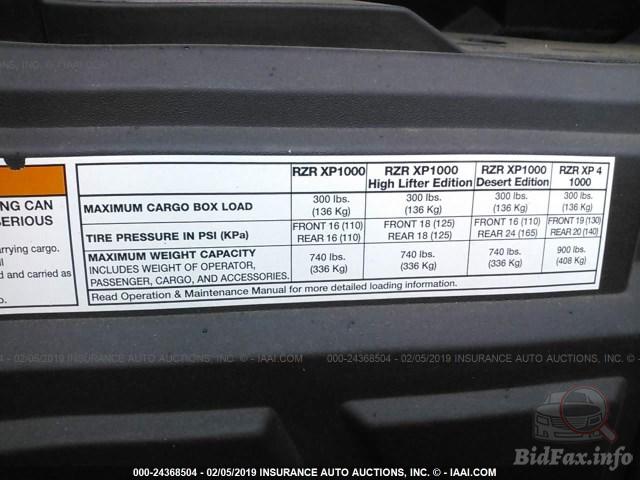 RZR XP1000 RZR XP1000 High Lifter Edition RZR XP1000 Desert Edition RZR XP 4 1000
MAXIMUM CARGO BOX LOAD 300 lbs. (136 Kg) 300 lbs. (136 Kg) 300 lbs. (136 Kg) 300 lbs. (136 Kg)
TIRE PRESSURE IN PSI (KPa) FRONT 16 (110) REAR 16 (110) FRONT 18 (125) REAR 18 (125) FRONT 16 (110) REAR 24 (165) FRONT 19 (130) REAR 20 (140)
MAXIMUM WEIGHT CAPACITY INCLUDES WEIGHT OF OPERATOR, PASSENGER, CARGO, AND ACCESSORIES. 740 lbs. (336 Kg) 740 lbs. (336 Kg) 740 lbs. (336 Kg) 900 lbs. (408 Kg)
Read Operation & Maintenance Manual for more detailed loading information.
NG CAN
SERIOUS
arrying cargo.
d and carried as
000-24368504 - 02/05/2019 INSURANCE AUTO AUCTIONS, INC. - © IAAI.COM
BidFax.info
000-24368504 - 02/05/2019 INSURANCE AUTO AUCTIONS, INC. - © IAAI.COM